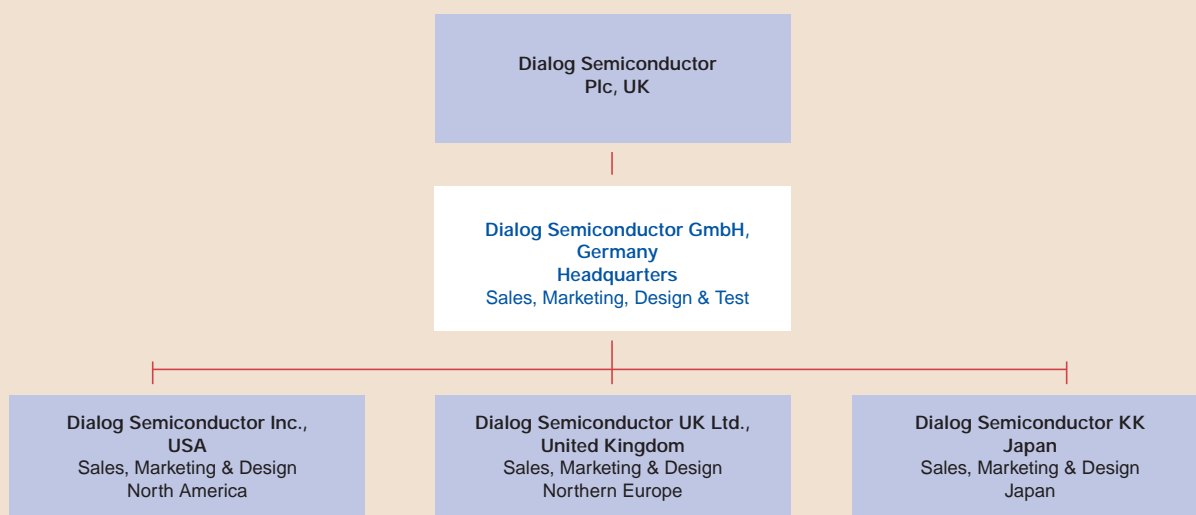 Dialog Semiconductor
Plc, UK
Dialog Semiconductor GmbH,
Germany
Headquarters
Sales, Marketing, Design & Test
Dialog Semiconductor Inc.,
USA
Sales, Marketing & Design
North America
Dialog Semiconductor UK Ltd.,
United Kingdom
Sales, Marketing & Design
Northern Europe
Dialog Semiconductor KK
Japan
Sales, Marketing & Design
Japan